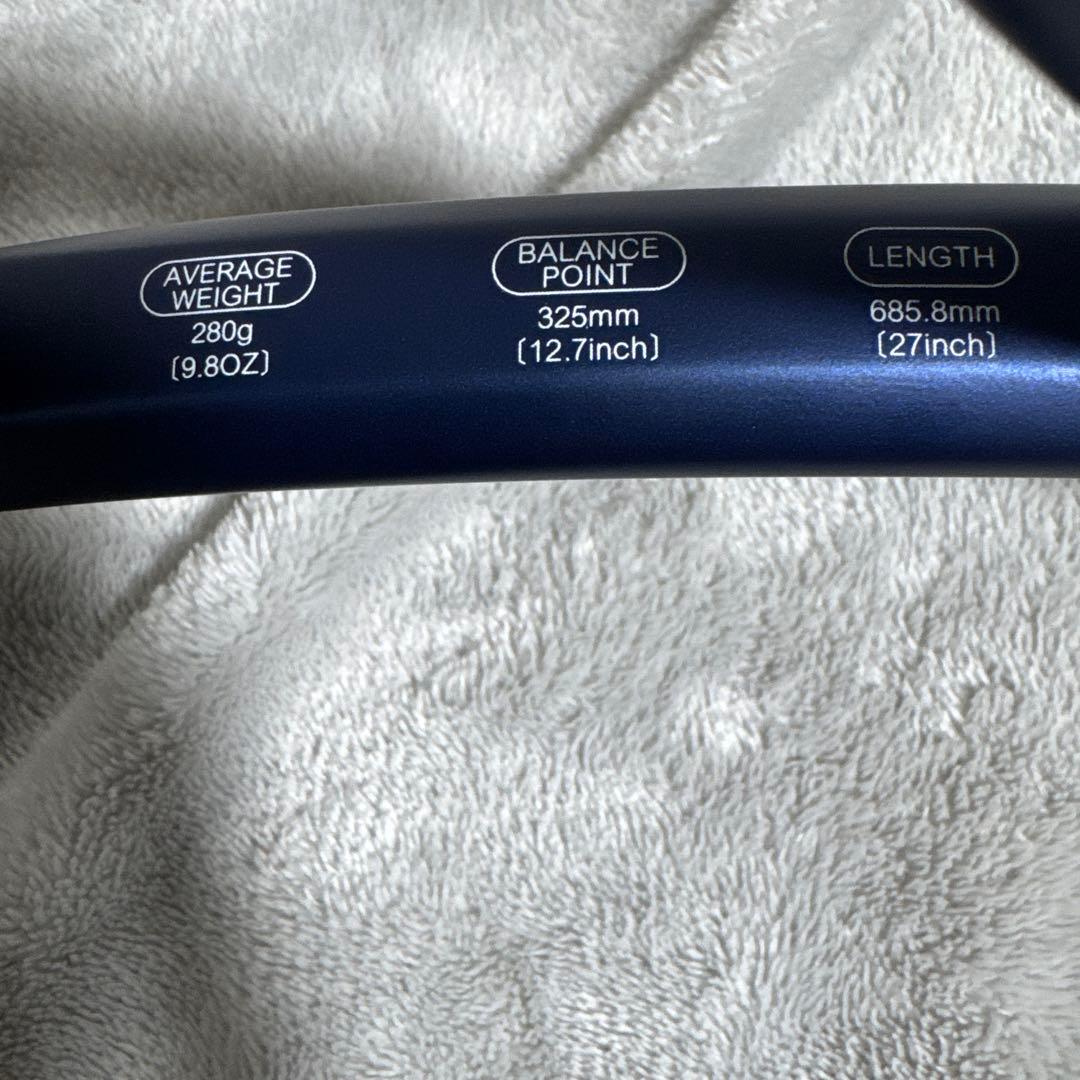 AVERAGE
WEIGHT
280g
[9.8OZ]
BALANCE
POINT
325mm
[12.7inch]
LENGTH
685.8mm
[27inch]